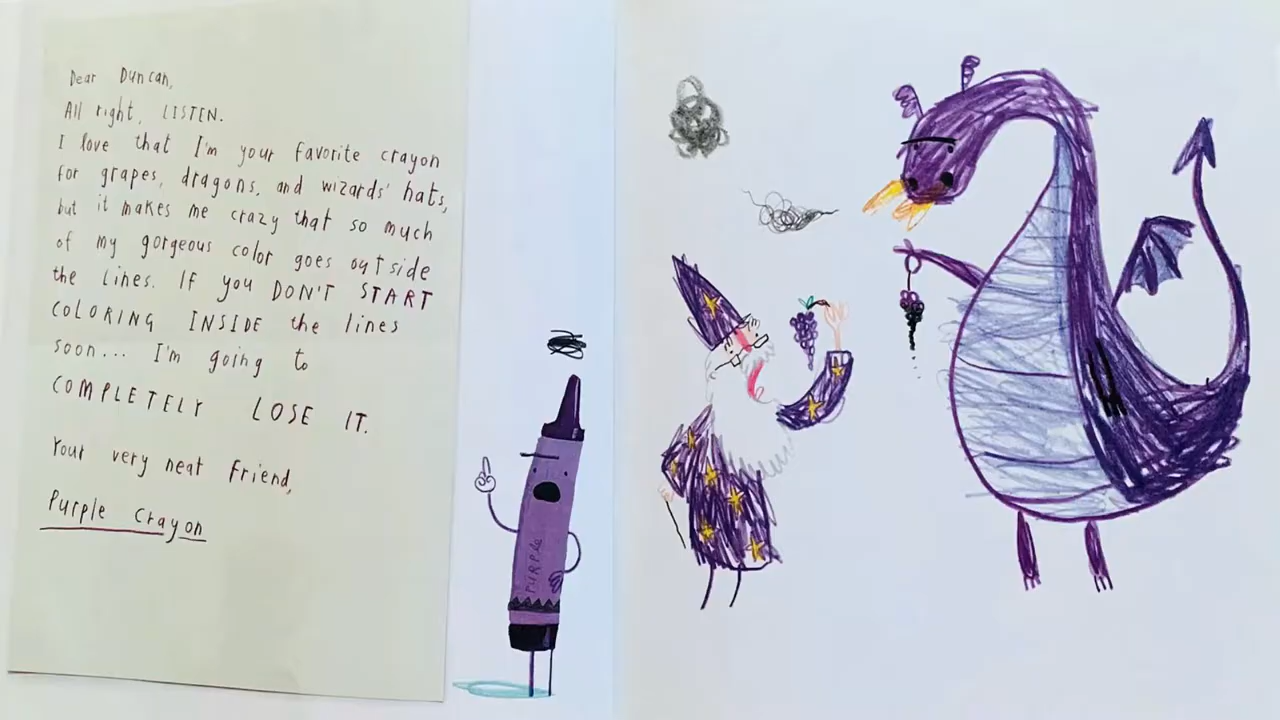 Dear Duncan,
All right, LISTEN.
I love that I'm your favorite crayon
for grapes, dragons, and wizards' hats,
but it makes me crazy that so much
of my gorgeous color goes outside
the lines. If you DON'T START
COLORING INSIDE the lines
soon... I'm going to
COMPLETELY LOSE IT.
Your very neat friend,
Purple Crayon
PURPLE